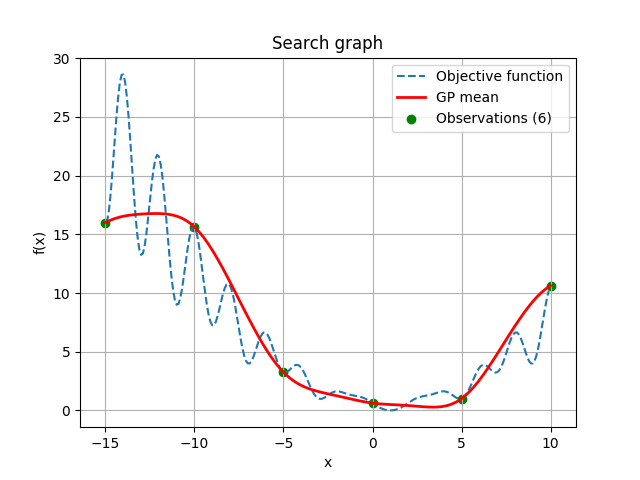 Search graph
30
25
20
15
10
5
0
f(x)
Objective function
GP mean
Observations (6)
−15 −10 −5 0 5 10
x